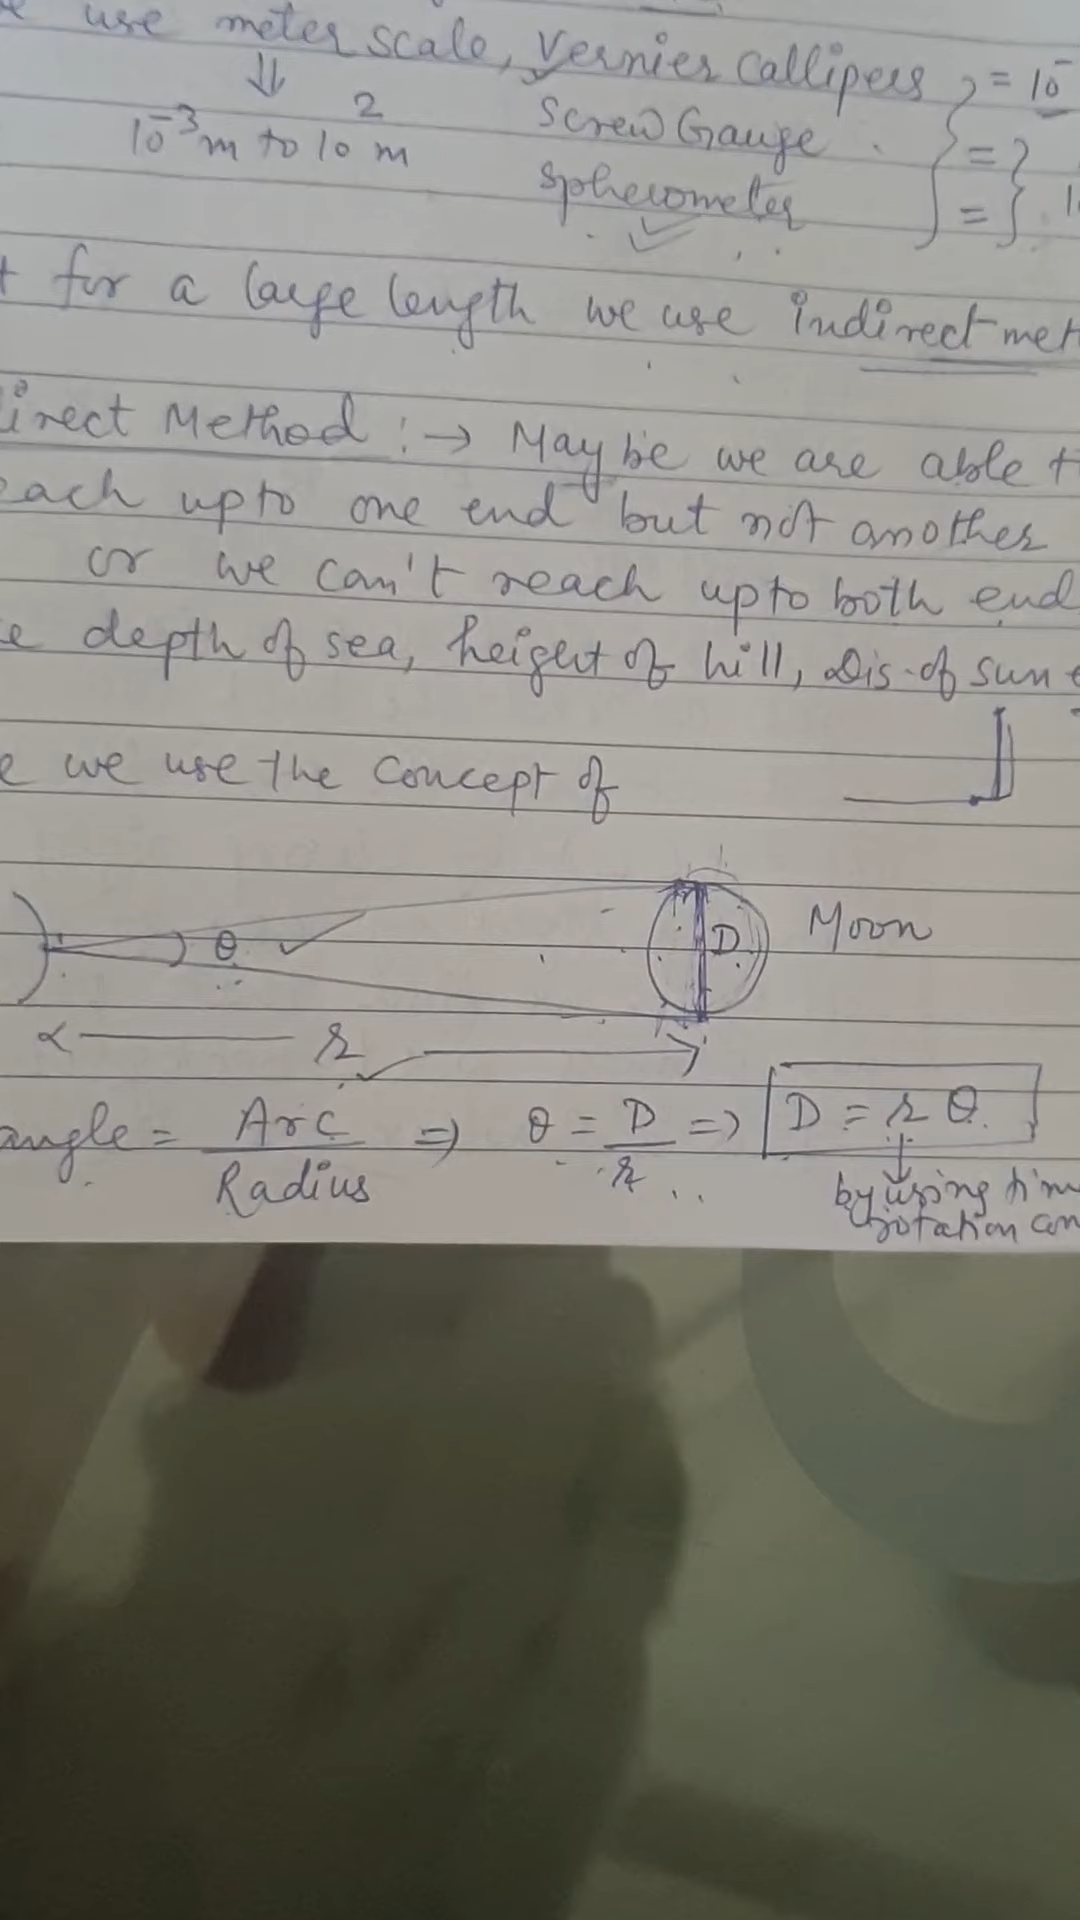 use meter scale, Vernier Callipers } = 10⁻
⇓
10⁻³m to 10² m Screw Gauge . =
Spherometer =
for a large length we use indirect
Method :→ May be we are able
upto one end but not another
or we can't reach upto both end
depth of sea, height of hill, Dis. of sun
we use the concept of
θ D Moon
r
angle = Arc/Radius ⇒ θ = D/r ⇒ D = r θ
by using
rotation